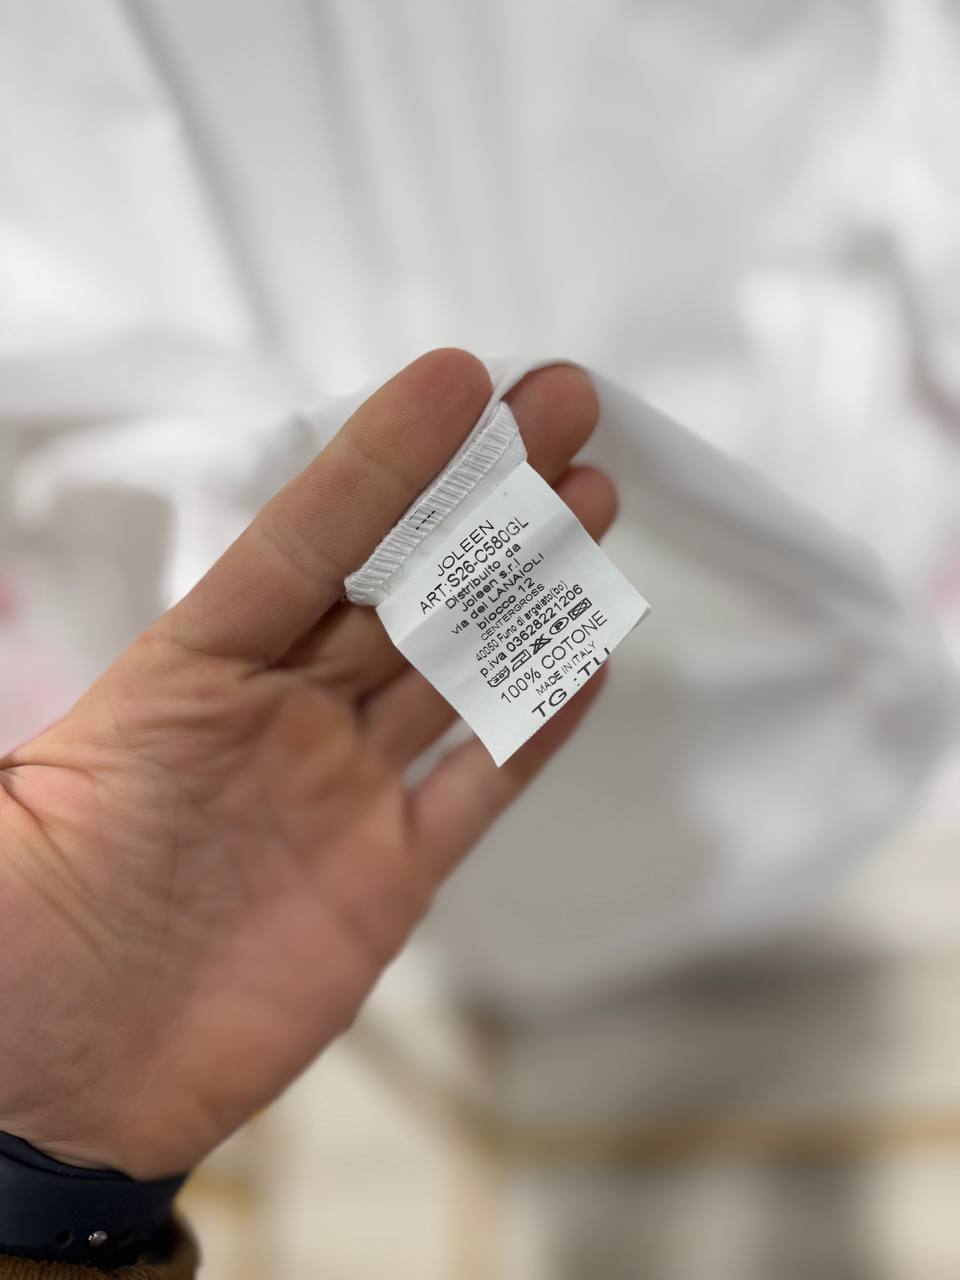 JOLEEN
ART.:S26-C580GL
Distribuito da
Joleen s.r.l
via dei LANAIOLI
blocco 12
CENTERGROSS
40050 Funo di argelato(bo)
p.iva 03628221206
100% COTONE
MADE IN ITALY
TG :TU